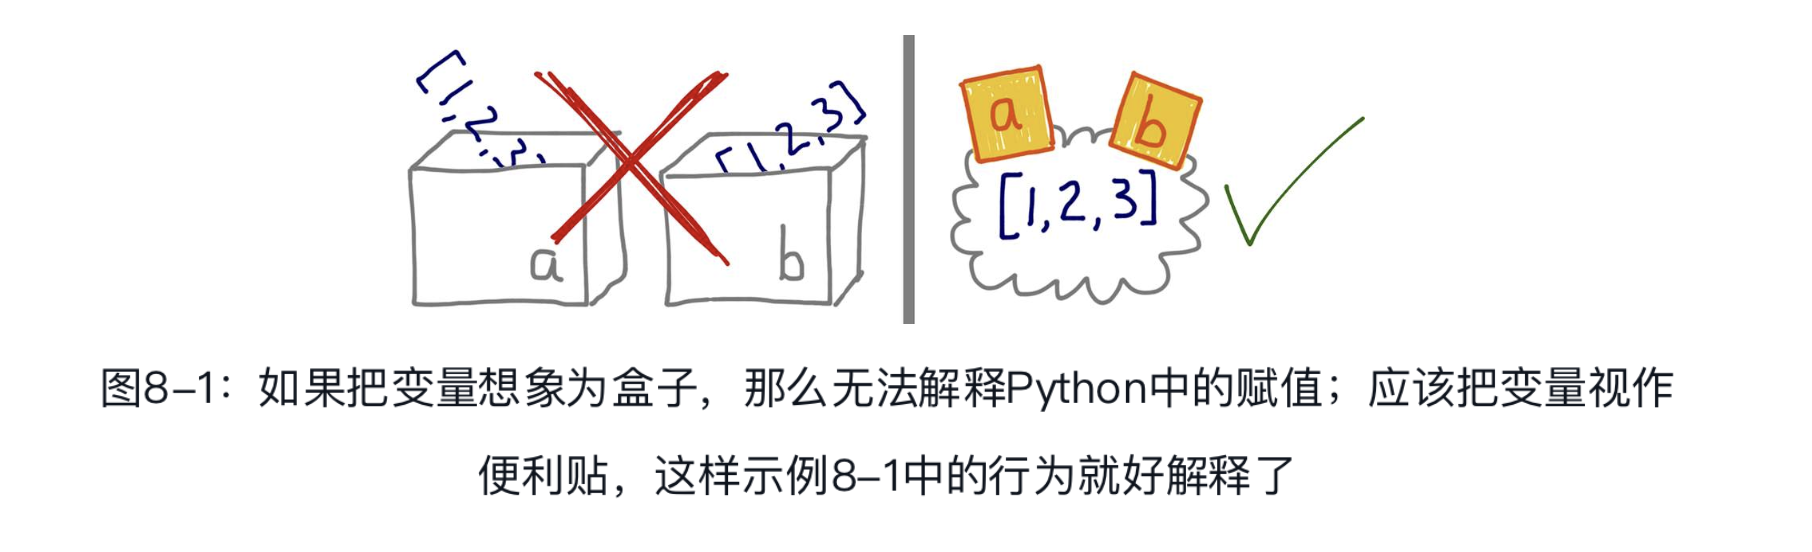 [1,2,3]
[1,2,3]
a
b
a
b
[1,2,3]
图8–1：如果把变量想象为盒子，那么无法解释Python中的赋值；应该把变量视作
便利贴，这样示例8–1中的行为就好解释了